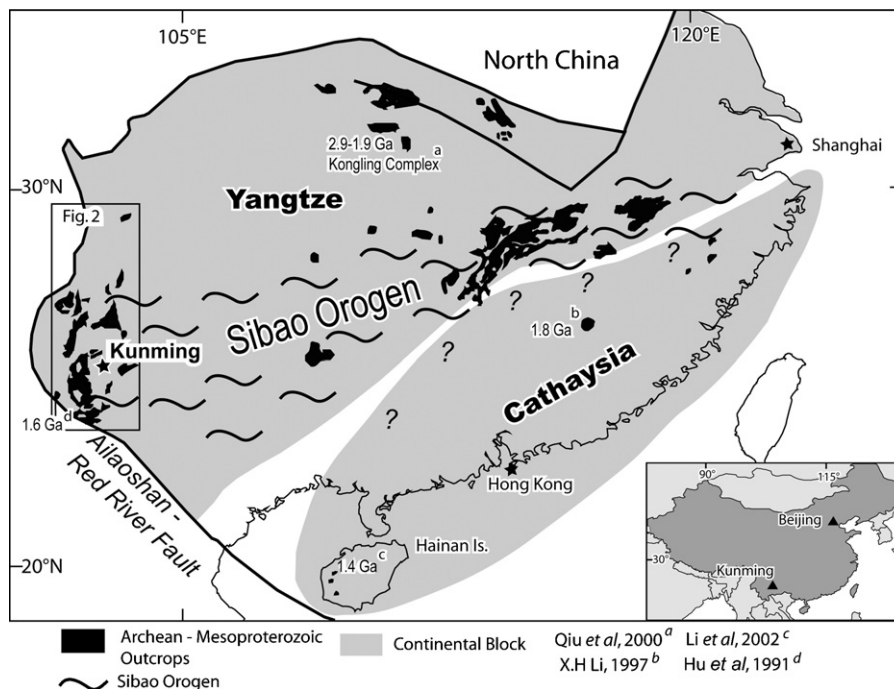 105°E
120°E
North China
2.9-1.9 Ga
Kongling Complex a
Shanghai
30°N
Yangtze
Fig. 2
?
?
Sibao Orogen
?
?
b
1.8 Ga
Kunming
?
Cathaysia
?
1.6 Ga d
Ailaoshan -
Red River Fault
Hong Kong
90°
115°
Beijing
Hainan Is.
30°
1.4 Ga c
Kunming
20°N
Archean - Mesoproterozoic
Outcrops
Continental Block
Qiu et al, 2000 a
Li et al, 2002 c
X.H Li, 1997 b
Hu et al, 1991 d
Sibao Orogen